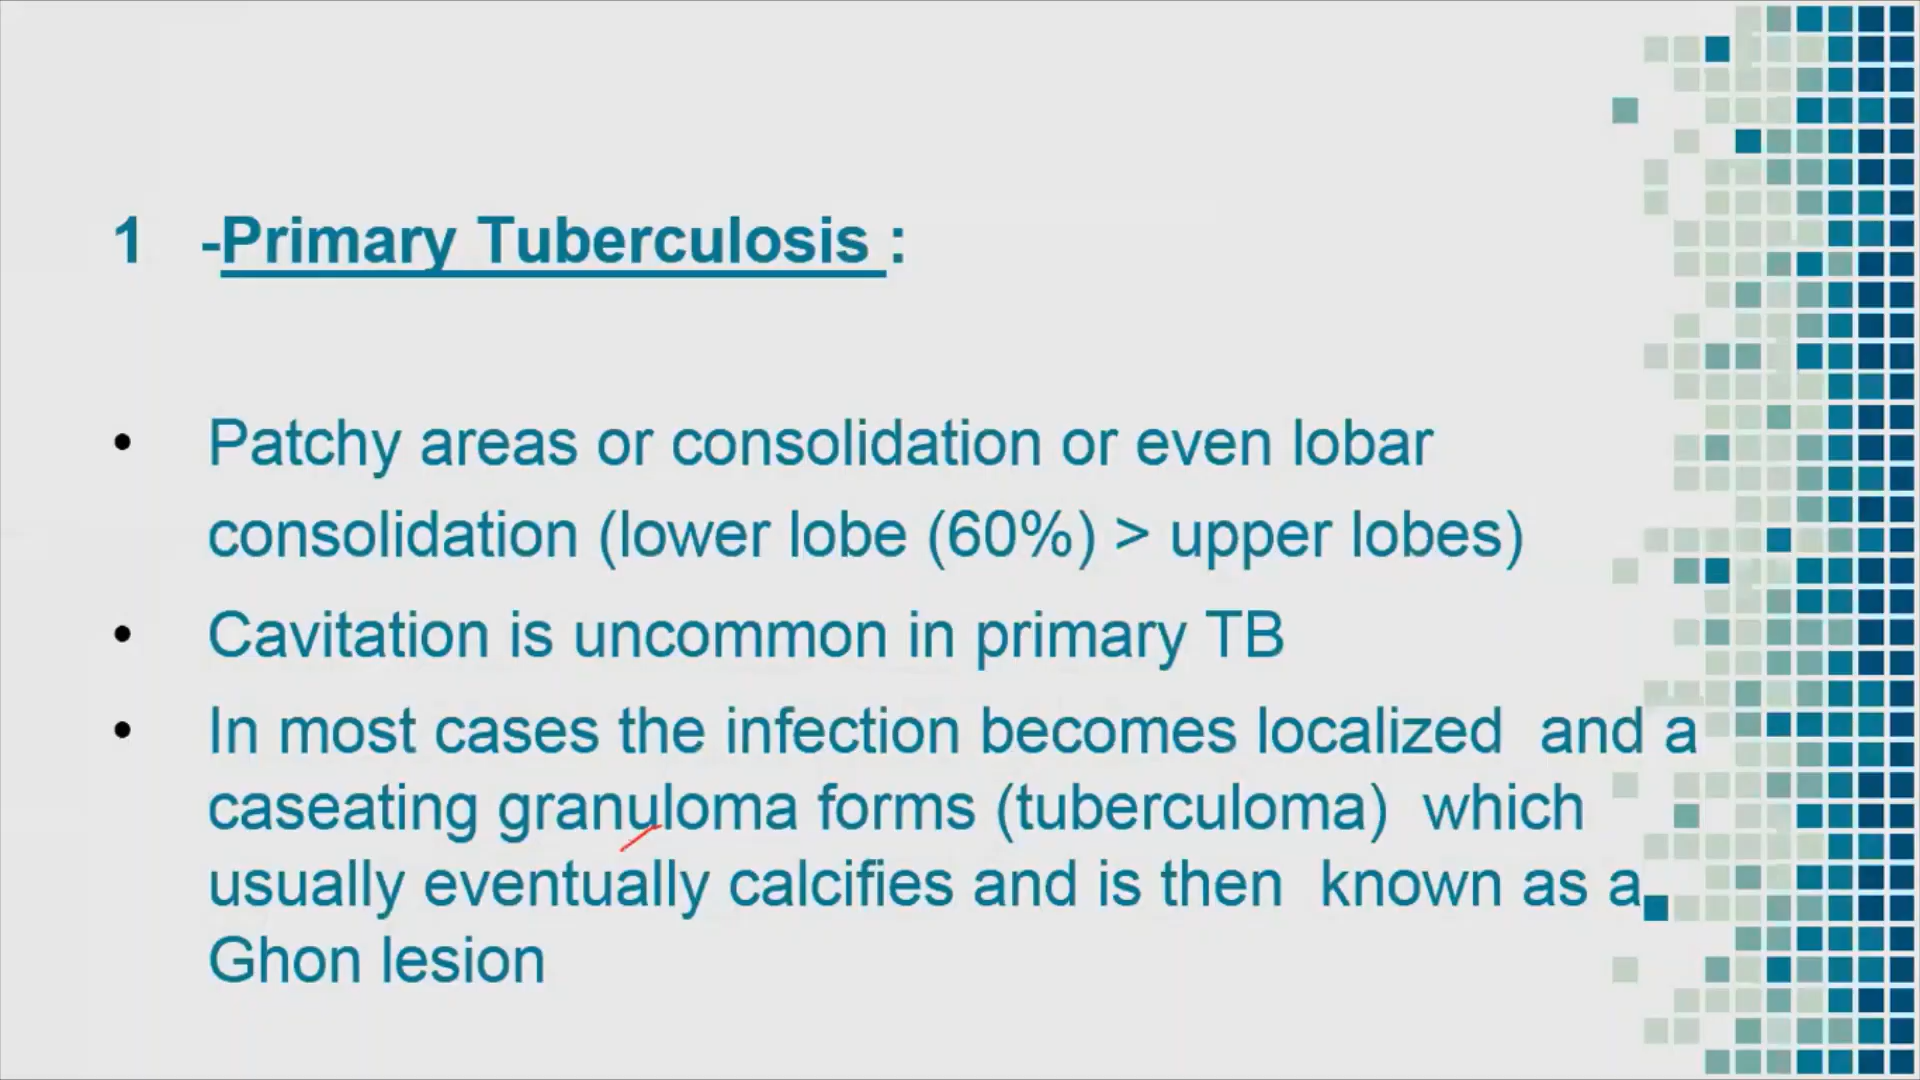 1 -Primary Tuberculosis :
• Patchy areas or consolidation or even lobar
consolidation (lower lobe (60%) > upper lobes)
• Cavitation is uncommon in primary TB
• In most cases the infection becomes localized and a
caseating granuloma forms (tuberculoma) which
usually eventually calcifies and is then known as a
Ghon lesion